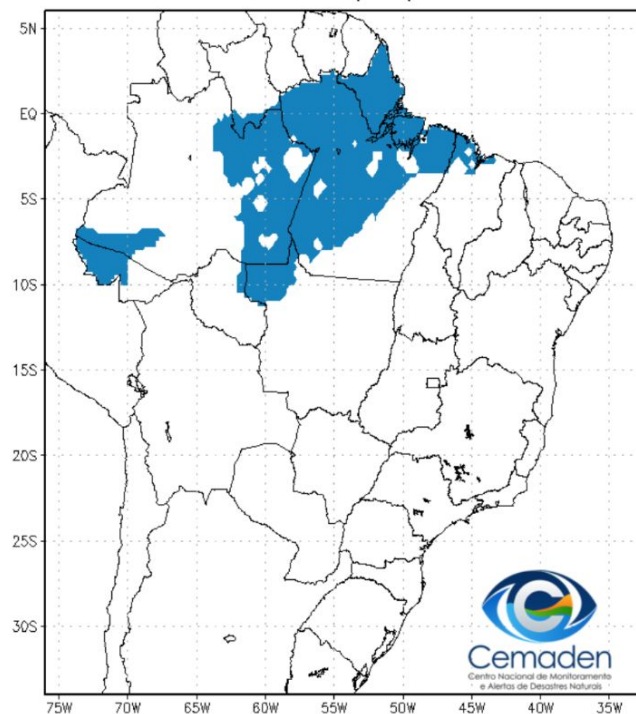 5N
EQ
5S
10S
15S
20S
25S
30S
75W 70W 65W 60W 55W 50W 45W 40W 35W
Cemaden
Centro Nacional de Monitoramento
e Alertas de Desastres Naturais